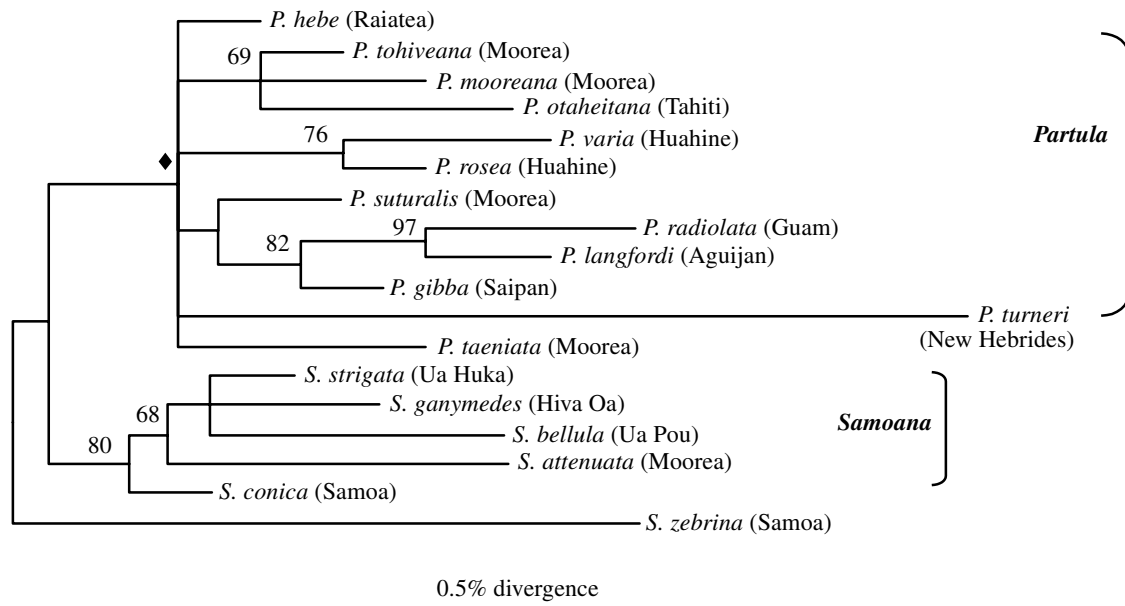 P. hebe (Raiatea)
69
P. tohiveana (Moorea)
P. mooreana (Moorea)
P. otaheitana (Tahiti)
76
P. varia (Huahine)
Partula
P. rosea (Huahine)
P. suturalis (Moorea)
97
P. radiolata (Guam)
82
P. langfordi (Aguijan)
P. gibba (Saipan)
P. turneri
(New Hebrides)
P. taeniata (Moorea)
S. strigata (Ua Huka)
S. ganymedes (Hiva Oa)
68
Samoana
S. bellula (Ua Pou)
80
S. attenuata (Moorea)
S. conica (Samoa)
S. zebrina (Samoa)
0.5% divergence